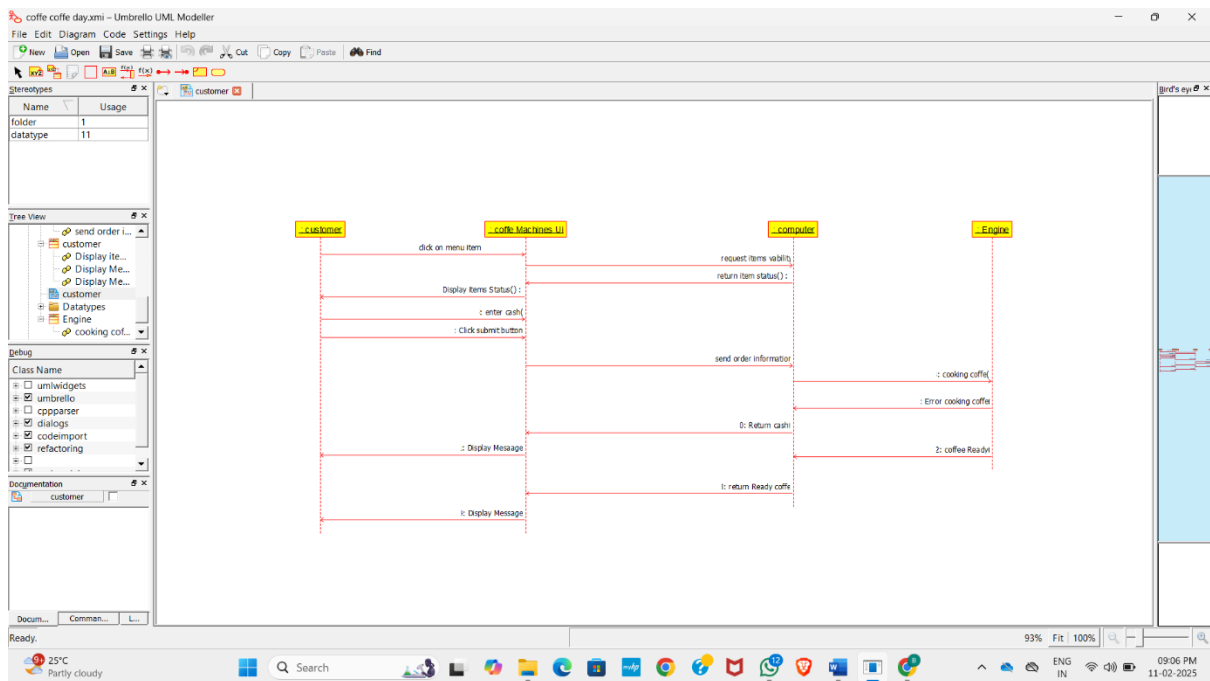 coffe coffe day.xmi – Umbrello UML Modeller
File Edit Diagram Code Settings Help
New Open Save Cut Copy Paste Find
XYZ A:B f(x) f(x)
Stereotypes
customer
Bird's eye
Name Usage
folder 1
datatype 11
Tree View
send order i...
customer
Display ite...
Display Me...
Display Me...
customer
Datatypes
Engine
cooking cof...
customer
coffe Machines UI
computer
Engine
click on menu item
request items vability
return item status() :
Display items Status() :
: enter cash(
: Click submit button
send order information
: cooking coffe(
: Error cooking coffe
0: Return cash
: Display Message
2: coffee Ready
return Ready coffe
Display Message
Debug
Class Name
umlwidgets
umbrello
cppparser
dialogs
codeimport
refactoring
Documentation
customer
Docum... Comman... L...
Ready.
93% Fit 100%
9+ 25°C
Partly cloudy
Search
12
ENG
IN
09:06 PM
11-02-2025